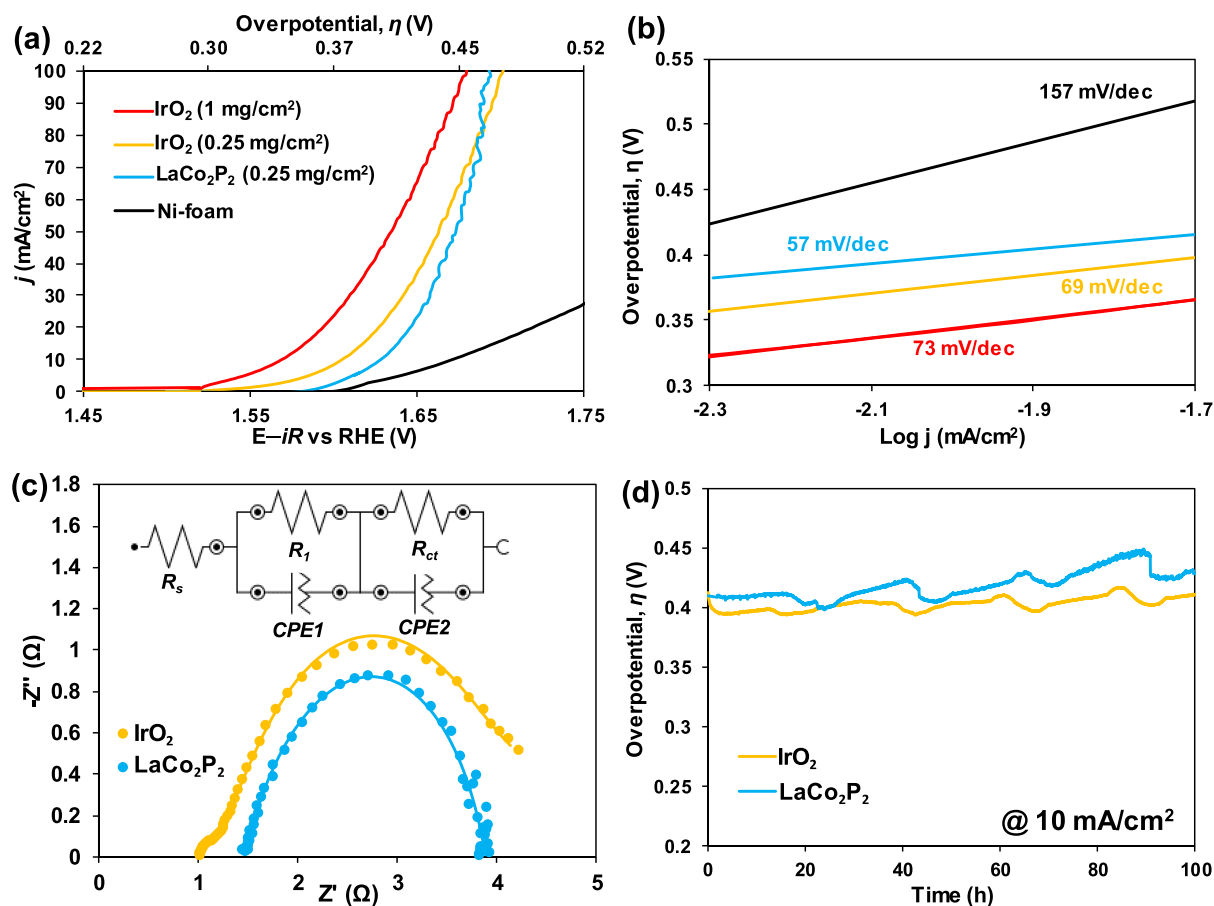 (a)
Overpotential, η (V)
0.22 0.30 0.37 0.45 0.52
100
90
80
70
60
50
40
30
20
10
0
j (mA/cm²)
IrO₂ (1 mg/cm²)
IrO₂ (0.25 mg/cm²)
LaCo₂P₂ (0.25 mg/cm²)
Ni-foam
1.45 1.55 1.65 1.75
E—iR vs RHE (V)
(b)
0.55
0.5
0.45
0.4
0.35
0.3
Overpotential, η (V)
157 mV/dec
57 mV/dec
69 mV/dec
73 mV/dec
-2.3 -2.1 -1.9 -1.7
Log j (mA/cm²)
(c)
1.8
1.6
1.4
1.2
1
0.8
0.6
0.4
0.2
0
-Z'' (Ω)
Rs
R1
Rct
CPE1
CPE2
IrO₂
LaCo₂P₂
0 1 2 3 4 5
Z' (Ω)
(d)
0.5
0.45
0.4
0.35
0.3
0.25
0.2
Overpotential, η (V)
IrO₂
LaCo₂P₂
@ 10 mA/cm²
0 20 40 60 80 100
Time (h)